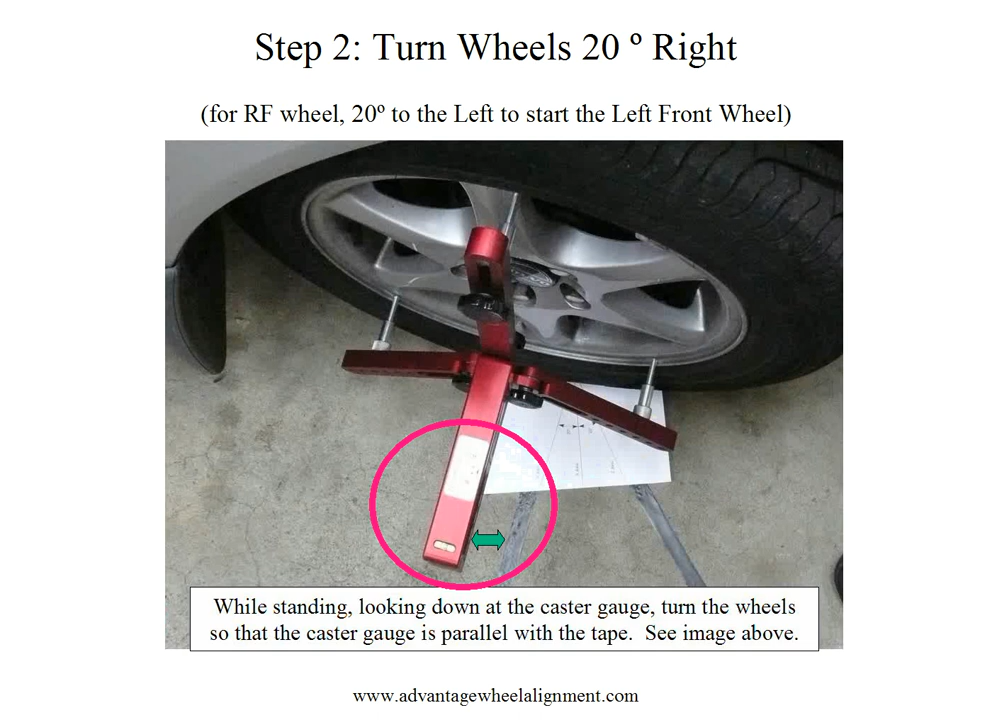 Step 2: Turn Wheels 20 º Right
(for RF wheel, 20º to the Left to start the Left Front Wheel)
While standing, looking down at the caster gauge, turn the wheels
so that the caster gauge is parallel with the tape.  See image above.
www.advantagewheelalignment.com